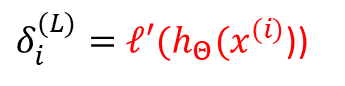 δ_i^{(L)} = ℓ′(h_Θ(x^{(i)}))